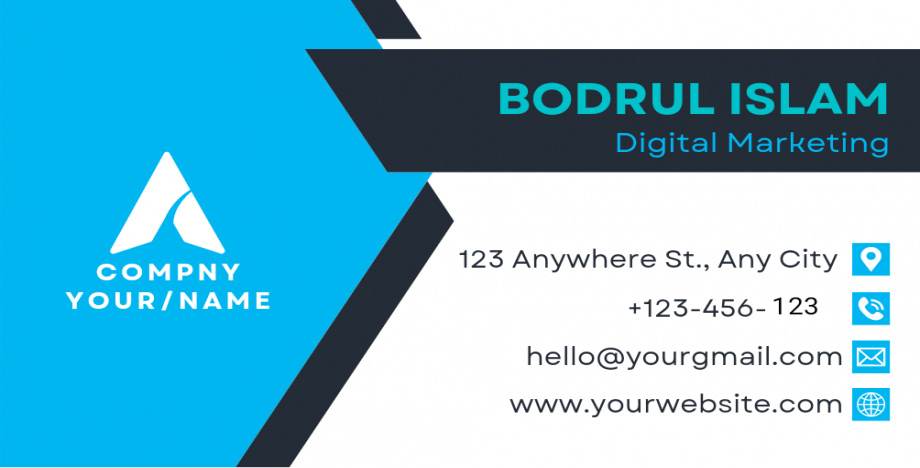 COMPNY
YOUR/NAME
BODRUL ISLAM
Digital Marketing
123 Anywhere St., Any City
+123-456- 123
hello@yourgmail.com
www.yourwebsite.com